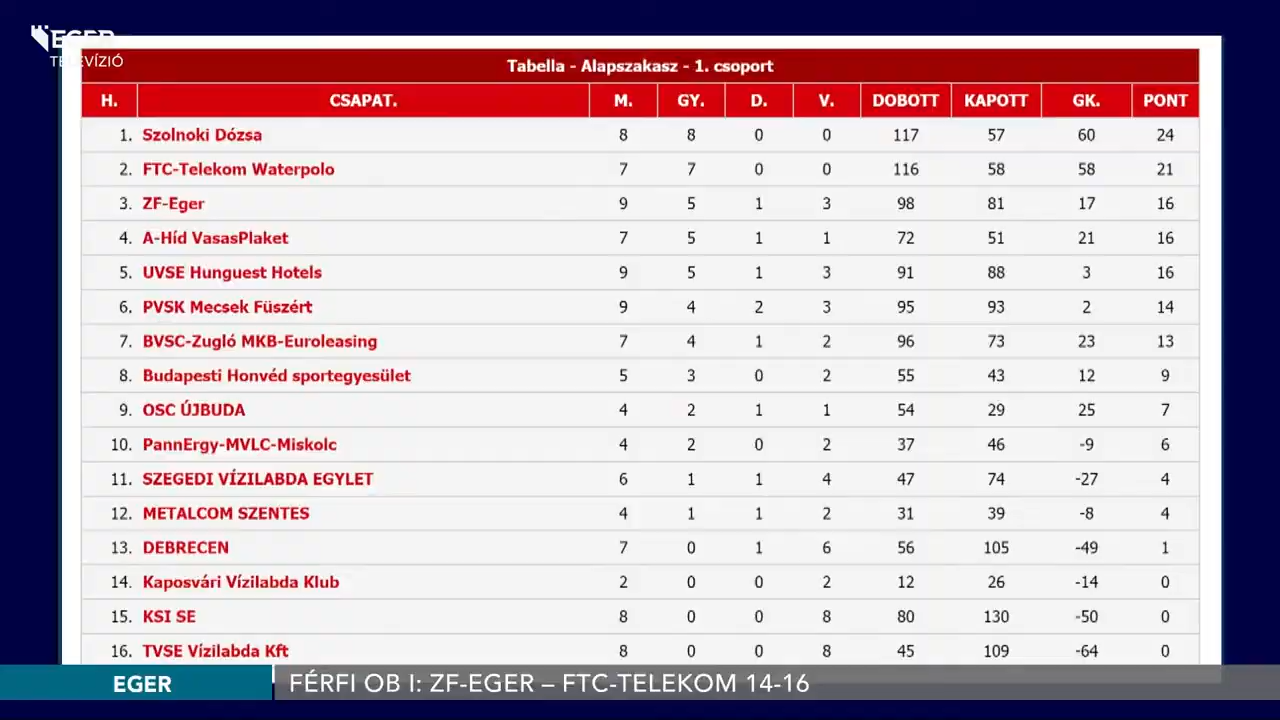 EGER
TELEVÍZIÓ
Tabella - Alapszakasz - 1. csoport
H. CSAPAT. M. GY. D. V. DOBOTT KAPOTT GK. PONT
1. Szolnoki Dózsa 8 8 0 0 117 57 60 24
2. FTC-Telekom Waterpolo 7 7 0 0 116 58 58 21
3. ZF-Eger 9 5 1 3 98 81 17 16
4. A-Híd VasasPlaket 7 5 1 1 72 51 21 16
5. UVSE Hunguest Hotels 9 5 1 3 91 88 3 16
6. PVSK Mecsek Füszért 9 4 2 3 95 93 2 14
7. BVSC-Zugló MKB-Euroleasing 7 4 1 2 96 73 23 13
8. Budapesti Honvéd sportegyesület 5 3 0 2 55 43 12 9
9. OSC ÚJBUDA 4 2 1 1 54 29 25 7
10. PannErgy-MVLC-Miskolc 4 2 0 2 37 46 -9 6
11. SZEGEDI VÍZILABDA EGYLET 6 1 1 4 47 74 -27 4
12. METALCOM SZENTES 4 1 1 2 31 39 -8 4
13. DEBRECEN 7 0 1 6 56 105 -49 1
14. Kaposvári Vízilabda Klub 2 0 0 2 12 26 -14 0
15. KSI SE 8 0 0 8 80 130 -50 0
16. TVSE Vízilabda Kft 8 0 0 8 45 109 -64 0
EGER FÉRFI OB I: ZF-EGER – FTC-TELEKOM 14-16